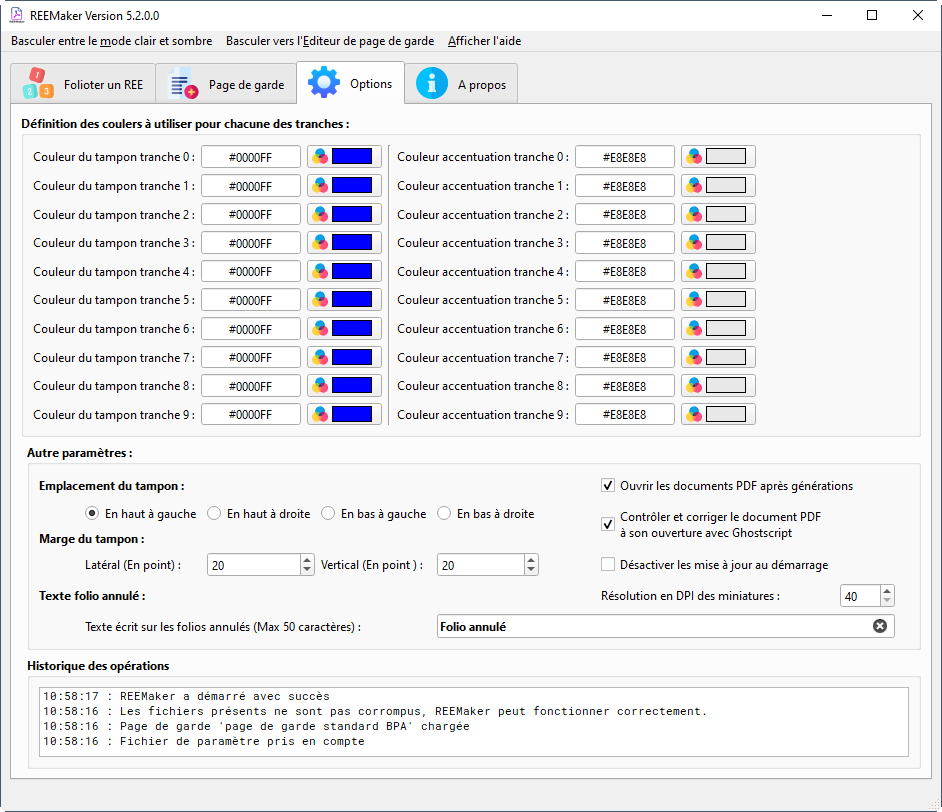 REEMaker Version 5.2.0.0
Basculer entre le mode clair et sombre Basculer vers l'Editeur de page de garde Afficher l'aide
1 2 3 Folioter un REE Page de garde Options i A propos
Définition des coulers à utiliser pour chacune des tranches :
Couleur du tampon tranche 0 : #0000FF Couleur accentuation tranche 0 : #E8E8E8
Couleur du tampon tranche 1 : #0000FF Couleur accentuation tranche 1 : #E8E8E8
Couleur du tampon tranche 2 : #0000FF Couleur accentuation tranche 2 : #E8E8E8
Couleur du tampon tranche 3 : #0000FF Couleur accentuation tranche 3 : #E8E8E8
Couleur du tampon tranche 4 : #0000FF Couleur accentuation tranche 4 : #E8E8E8
Couleur du tampon tranche 5 : #0000FF Couleur accentuation tranche 5 : #E8E8E8
Couleur du tampon tranche 6 : #0000FF Couleur accentuation tranche 6 : #E8E8E8
Couleur du tampon tranche 7 : #0000FF Couleur accentuation tranche 7 : #E8E8E8
Couleur du tampon tranche 8 : #0000FF Couleur accentuation tranche 8 : #E8E8E8
Couleur du tampon tranche 9 : #0000FF Couleur accentuation tranche 9 : #E8E8E8
Autre paramètres :
Emplacement du tampon :
En haut à gauche En haut à droite En bas à gauche En bas à droite
Marge du tampon :
Latéral (En point) : 20 Vertical (En point ) : 20
Texte folio annulé :
Texte écrit sur les folios annulés (Max 50 caractères) : Folio annulé
Ouvrir les documents PDF après générations
Contrôler et corriger le document PDF
à son ouverture avec Ghostscript
Désactiver les mise à jour au démarrage
Résolution en DPI des miniatures : 40
Historique des opérations
10:58:17 : REEMaker a démarré avec succès
10:58:16 : Les fichiers présents ne sont pas corrompus, REEMaker peut fonctionner correctement.
10:58:16 : Page de garde 'page de garde standard BPA' chargée
10:58:16 : Fichier de paramètre pris en compte